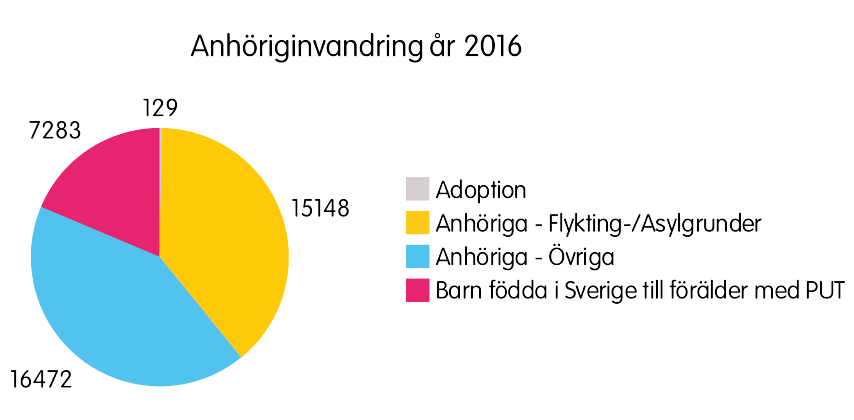 Anhöriginvandring år 2016
129
7283
15148
16472
Adoption
Anhöriga - Flykting-/Asylgrunder
Anhöriga - Övriga
Barn födda i Sverige till förälder med PUT